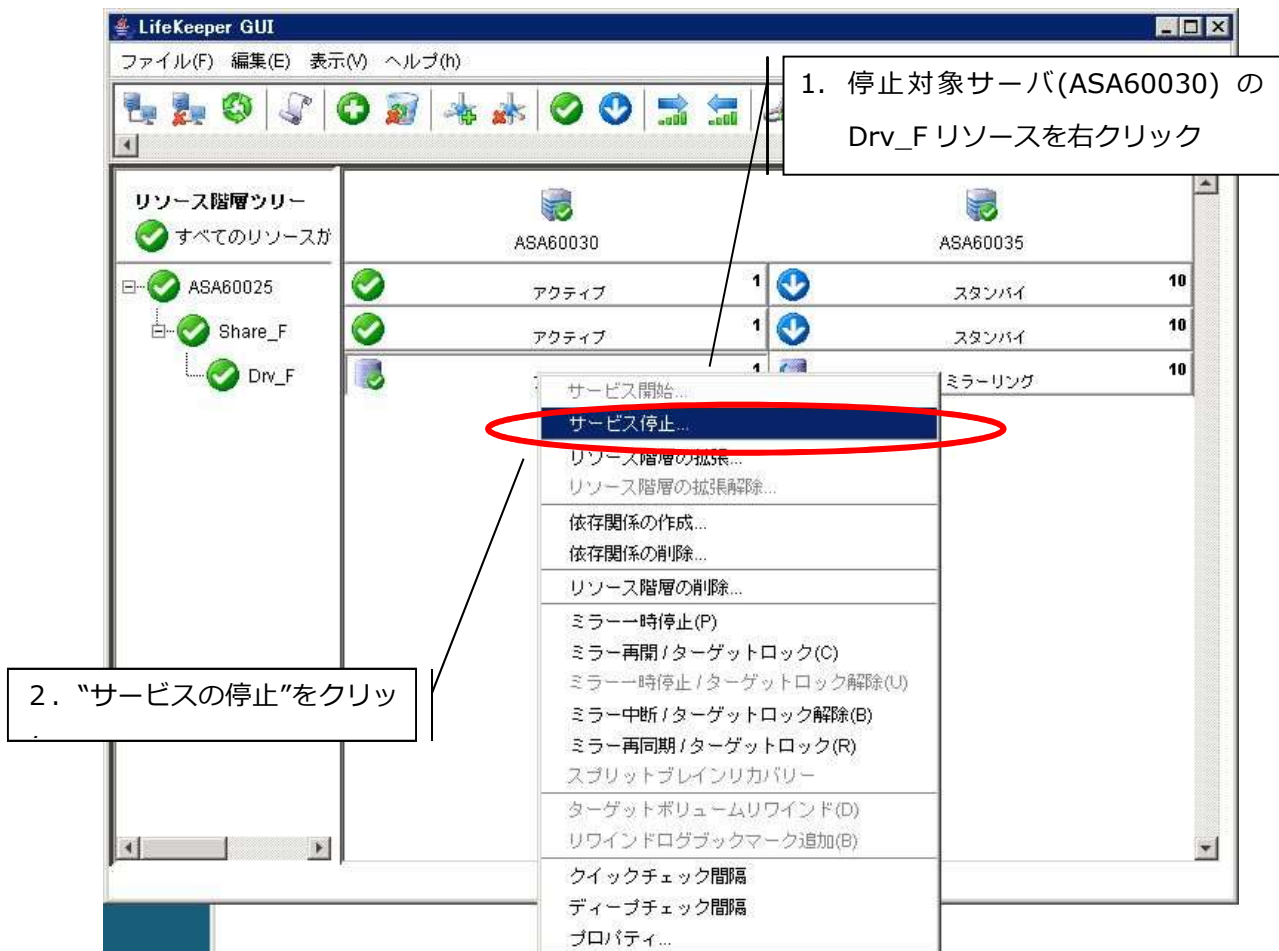 LifeKeeper GUI
ファイル(F) 編集(E) 表示(V) ヘルプ(h)
1. 停止対象サーバ(ASA60030) の
Drv_F リソースを右クリック
リソース階層ツリー
すべてのリソースが
ASA60030
ASA60035
ASA60025
アクティブ 1
スタンバイ 10
Share_F
アクティブ 1
スタンバイ 10
Drv_F
1
ミラーリング 10
サービス開始...
サービス停止...
リソース階層の拡張...
リソース階層の拡張解除...
依存関係の作成...
依存関係の削除...
リソース階層の削除...
ミラー一時停止(P)
ミラー再開 / ターゲットロック(C)
ミラー一時停止 / ターゲットロック解除(U)
ミラー中断 / ターゲットロック解除(B)
ミラー再同期 / ターゲットロック(R)
スプリットブレインリカバリー
ターゲットボリュームリワインド(D)
リワインドログブックマーク追加(B)
クイックチェック間隔
ディープチェック間隔
プロパティ...
2. “サービスの停止”をクリッ